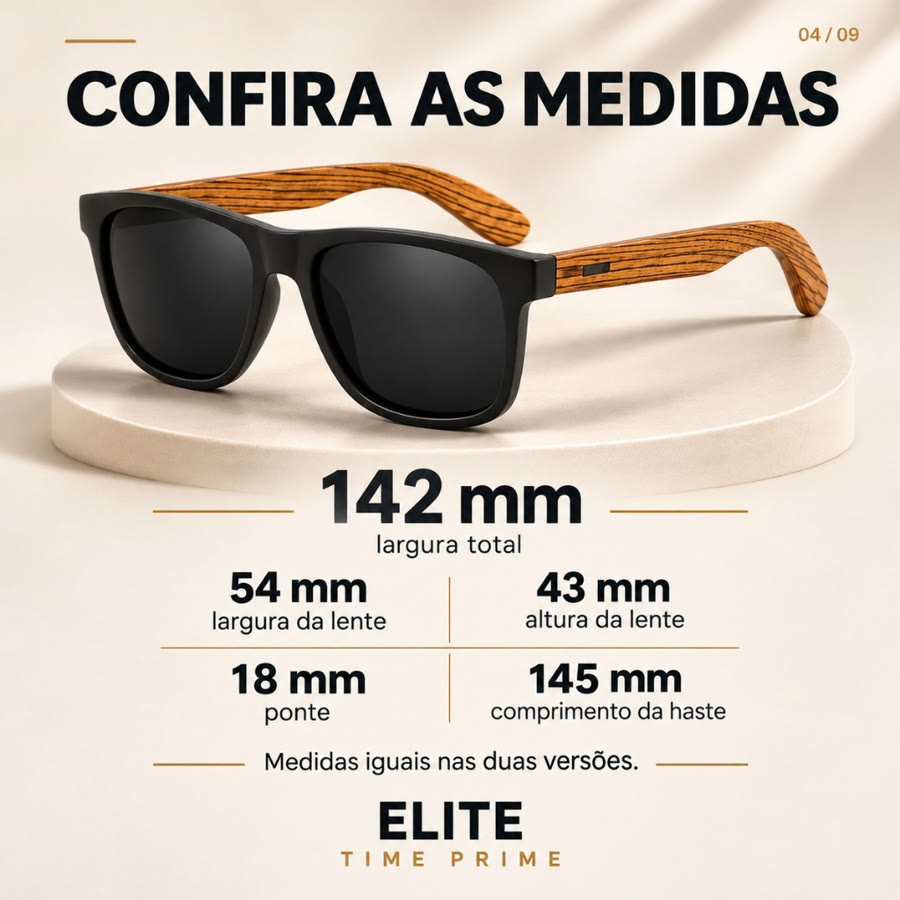 04 / 09
CONFIRA AS MEDIDAS
142 mm
largura total
54 mm
largura da lente
43 mm
altura da lente
18 mm
ponte
145 mm
comprimento da haste
Medidas iguais nas duas versões.
ELITE
TIME PRIME